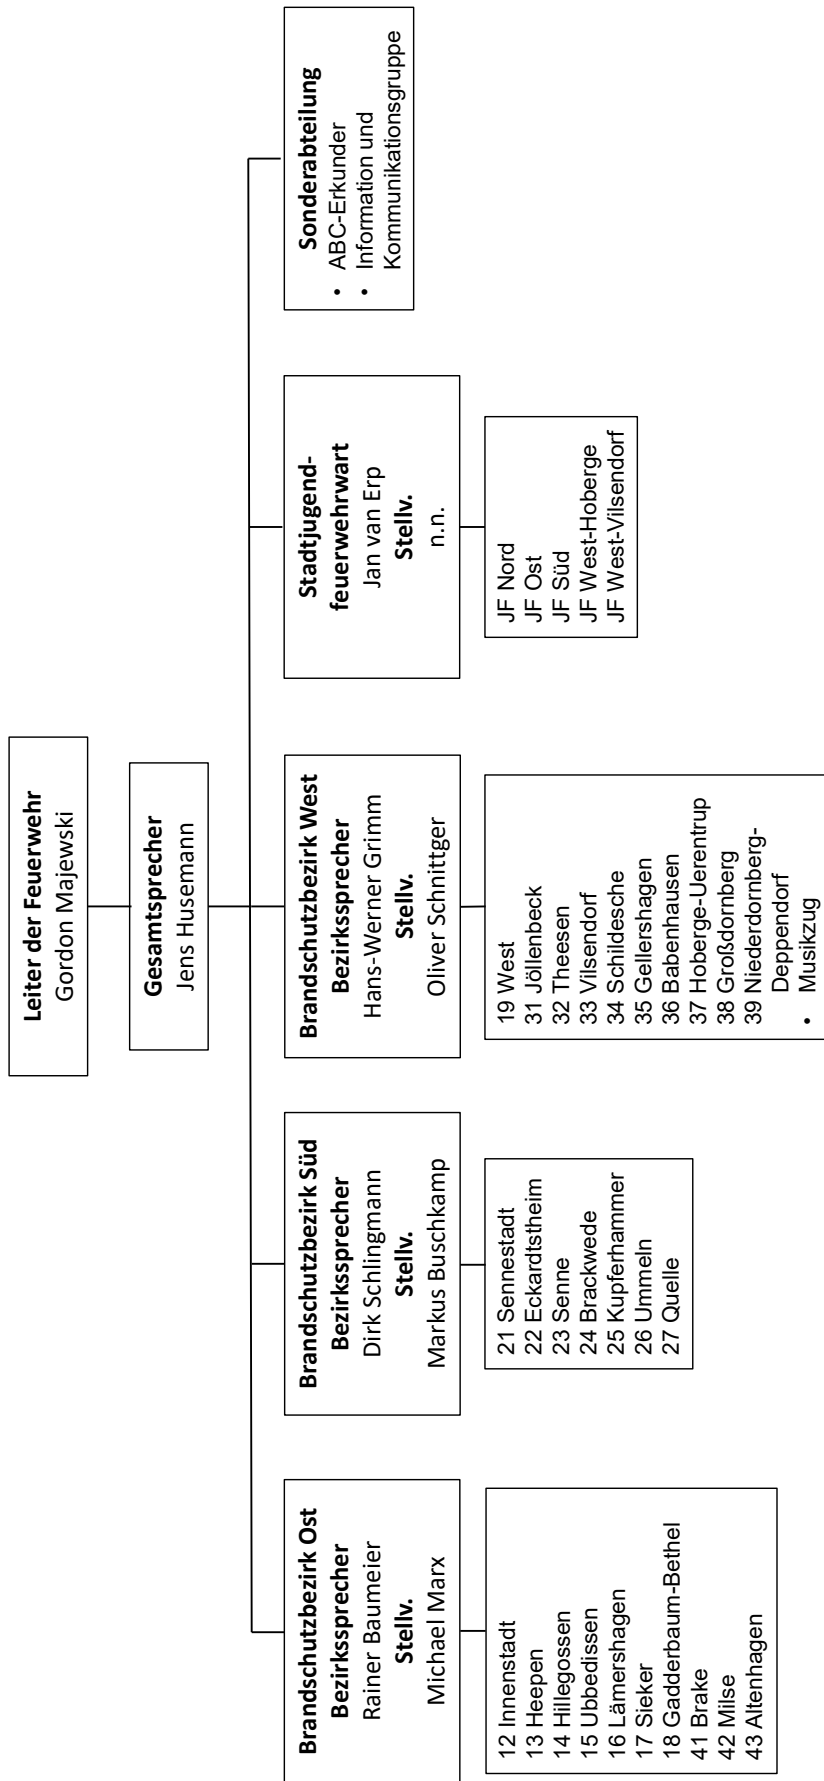 Leiter der Feuerwehr
Gordon Majewski
Gesamtsprecher
Jens Husemann
Brandschutzbezirk Ost
Bezirkssprecher
Rainer Baumeier
Stellv.
Michael Marx
12 Innenstadt
13 Heepen
14 Hillegossen
15 Ubbedissen
16 Lämershagen
17 Sieker
18 Gadderbaum-Bethel
41 Brake
42 Milse
43 Altenhagen
Brandschutzbezirk Süd
Bezirkssprecher
Dirk Schlingmann
Stellv.
Markus Buschkamp
21 Sennestadt
22 Eckardtstheim
23 Senne
24 Brackwede
25 Kupferhammer
26 Ummeln
27 Quelle
Brandschutzbezirk West
Bezirkssprecher
Hans-Werner Grimm
Stellv.
Oliver Schnittger
19 West
31 Jöllenbeck
32 Theesen
33 Vilsendorf
34 Schildesche
35 Gellershagen
36 Babenhausen
37 Hoberge-Uerentrup
38 Großdornberg
39 Niederdornberg-
Deppendorf
• Musikzug
Stadtjugend-
feuerwehrwart
Jan van Erp
Stellv.
n.n.
JF Nord
JF Ost
JF Süd
JF West-Hoberge
JF West-Vilsendorf
Sonderabteilung
• ABC-Erkunder
• Information und
Kommunikationsgruppe